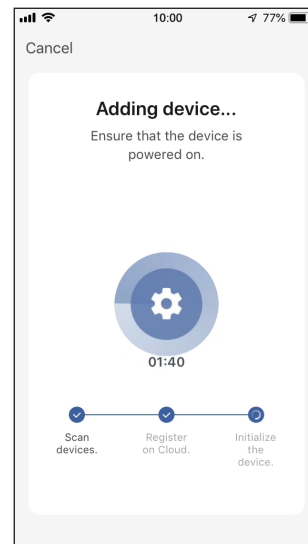 10:00
77%
Cancel
Adding device...
Ensure that the device is
powered on.
01:40
Scan
devices.
Register
on Cloud.
Initialize
the
device.